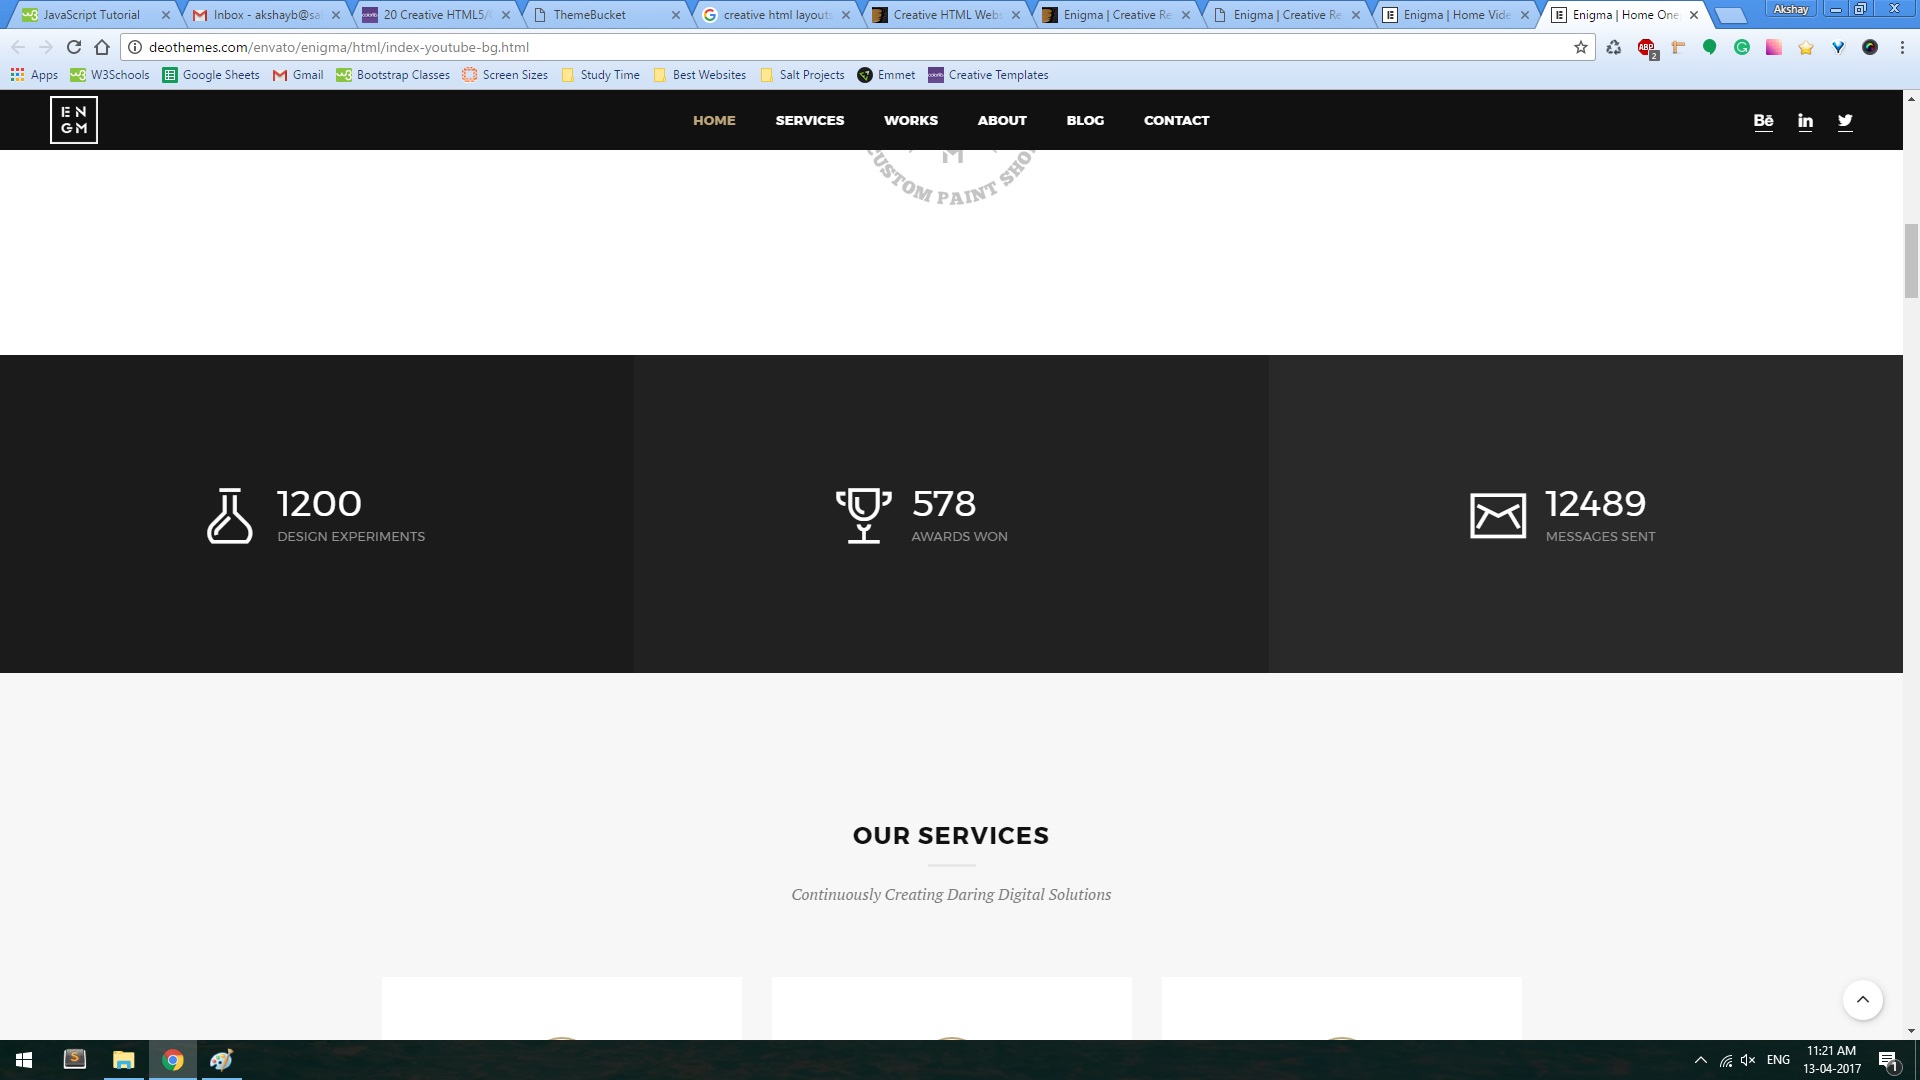 JavaScript Tutorial
Inbox - akshayb@sa
20 Creative HTML5/
ThemeBucket
creative html layouts
Creative HTML Web
Enigma | Creative Re
Enigma | Creative Re
Enigma | Home Vide
Enigma | Home One
Akshay
deothemes.com/envato/enigma/html/index-youtube-bg.html
ABP
2
Apps
W3Schools
Google Sheets
Gmail
Bootstrap Classes
Screen Sizes
Study Time
Best Websites
Salt Projects
Emmet
Creative Templates
EN
GM
HOME
SERVICES
WORKS
ABOUT
BLOG
CONTACT
Bē
in
M
CUSTOM PAINT SHO
1200
DESIGN EXPERIMENTS
578
AWARDS WON
12489
MESSAGES SENT
OUR SERVICES
Continuously Creating Daring Digital Solutions
ENG
11:21 AM
13-04-2017
1